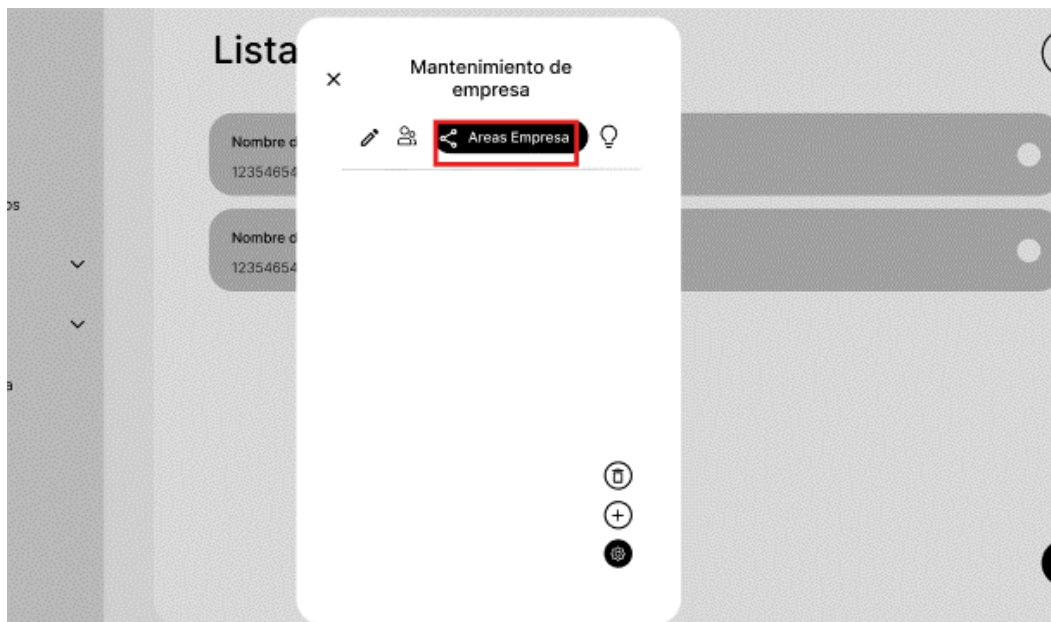 Lista
Mantenimiento de
empresa
Areas Empresa
Nombre d
12354654
Nombre d
12354654
os
a